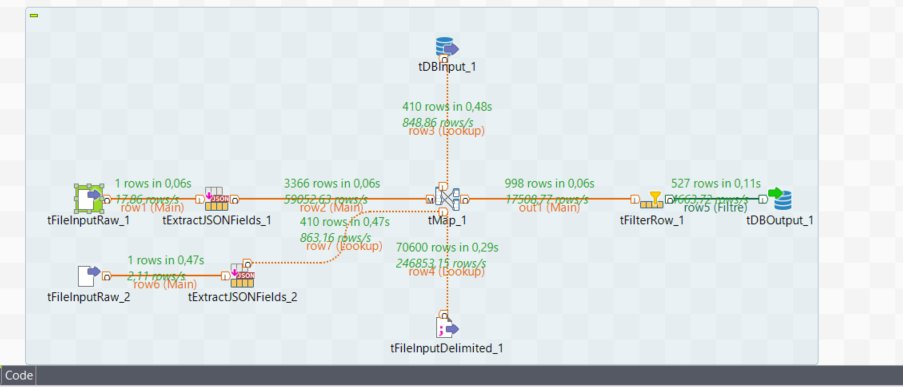 tDBInput_1
410 rows in 0,48s
848,86 rows/s
row3 (Lookup)
1 rows in 0,06s
17,86 rows/s
row1 (Main)
tFileInputRaw_1
tExtractJSONFields_1
3366 rows in 0,06s
59052,63 rows/s
row2 (Main)
tMap_1
998 rows in 0,06s
17508,77 rows/s
out1 (Main)
tFilterRow_1
527 rows in 0,11s
row5 (Filtre)
tDBOutput_1
410 rows in 0,47s
863,16 rows/s
row7 (Lookup)
70600 rows in 0,29s
246853,15 rows/s
row4 (Lookup)
1 rows in 0,47s
2,11 rows/s
row6 (Main)
tFileInputRaw_2
tExtractJSONFields_2
tFileInputDelimited_1
Code